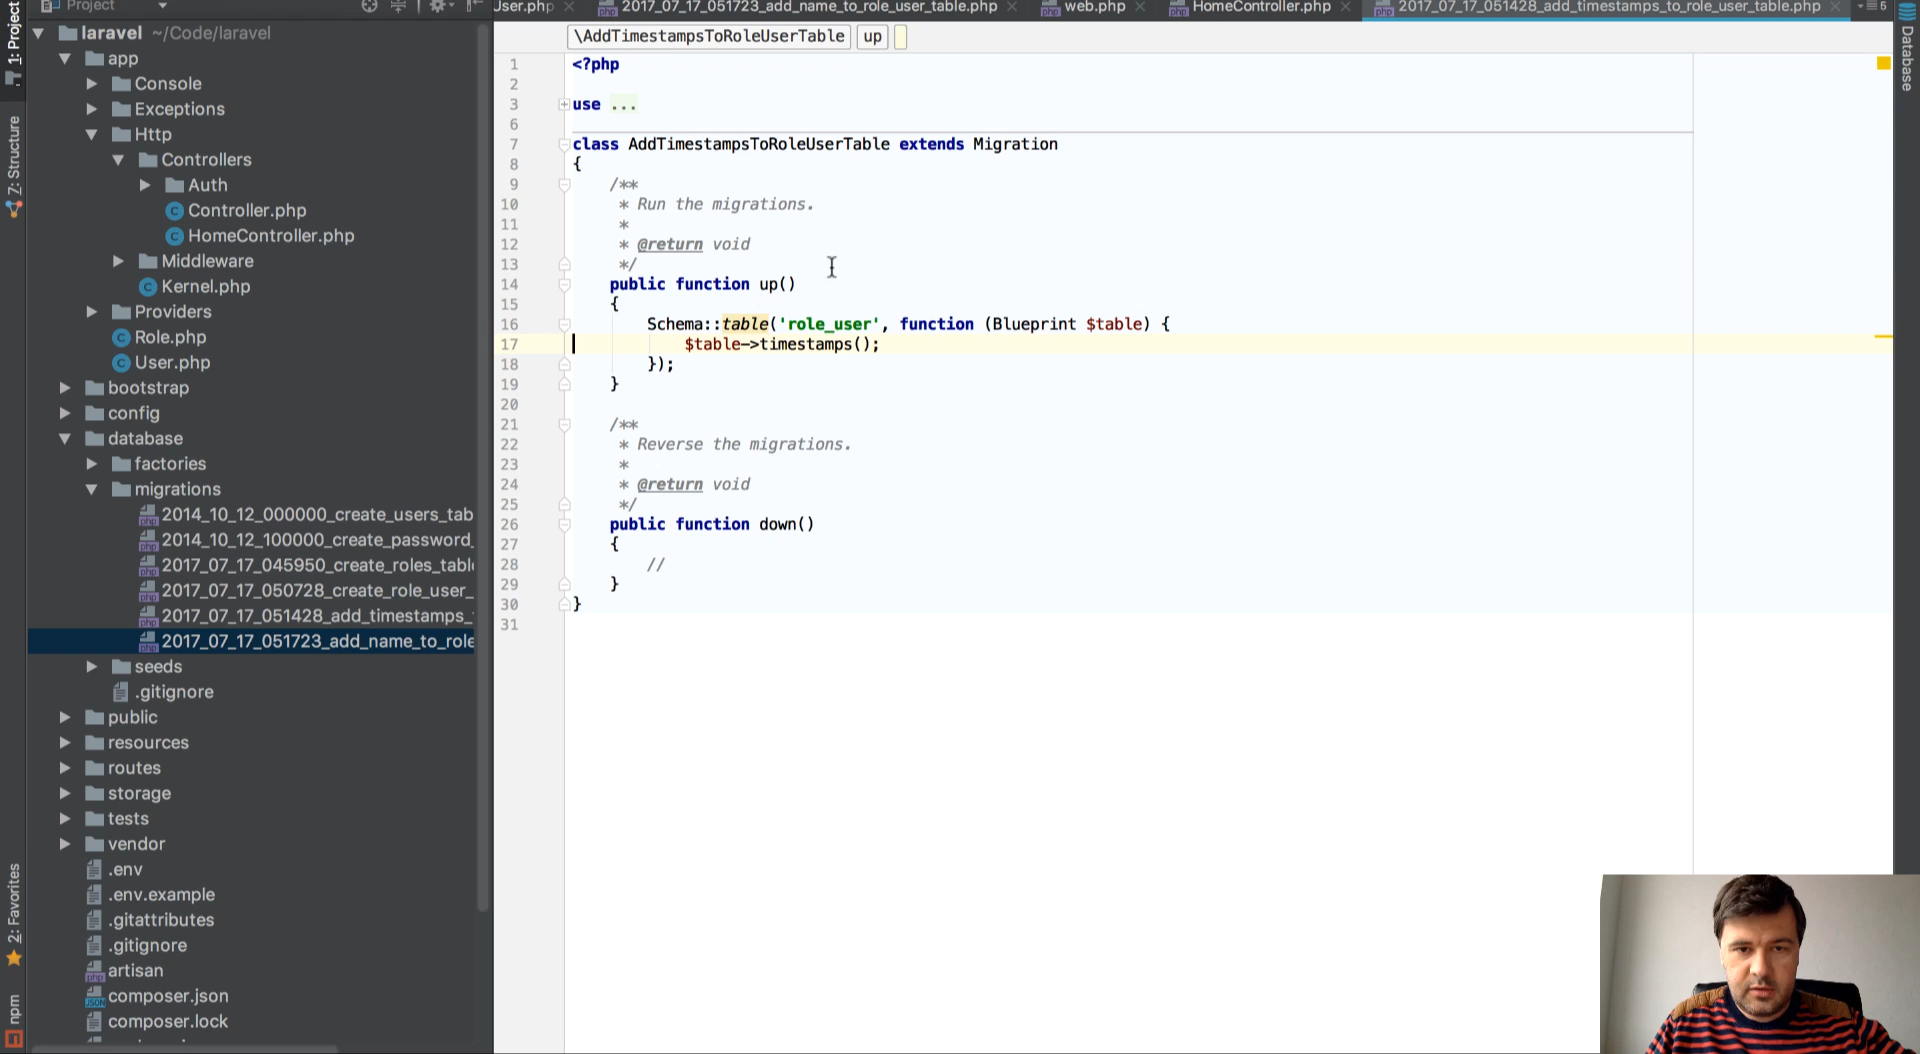 Project
User.php
2017_07_17_051723_add_name_to_role_user_table.php
web.php
HomeController.php
2017_07_17_051428_add_timestamps_to_role_user_table.php
5
1: Project
7: Structure
2: Favorites
npm
Database
laravel ~/Code/laravel
app
Console
Exceptions
Http
Controllers
Auth
Controller.php
HomeController.php
Middleware
Kernel.php
Providers
Role.php
User.php
bootstrap
config
database
factories
migrations
2014_10_12_000000_create_users_tab
2014_10_12_100000_create_password_
2017_07_17_045950_create_roles_tabl
2017_07_17_050728_create_role_user_
2017_07_17_051428_add_timestamps_
2017_07_17_051723_add_name_to_role
seeds
.gitignore
public
resources
routes
storage
tests
vendor
.env
.env.example
.gitattributes
.gitignore
artisan
composer.json
composer.lock
\AddTimestampsToRoleUserTable up
1 <?php
2
3 use ...
6
7 class AddTimestampsToRoleUserTable extends Migration
8 {
9 /**
10 * Run the migrations.
11 *
12 * @return void
13 */
14 public function up()
15 {
16 Schema::table('role_user', function (Blueprint $table) {
17 $table->timestamps();
18 });
19 }
20
21 /**
22 * Reverse the migrations.
23 *
24 * @return void
25 */
26 public function down()
27 {
28 //
29 }
30 }
31